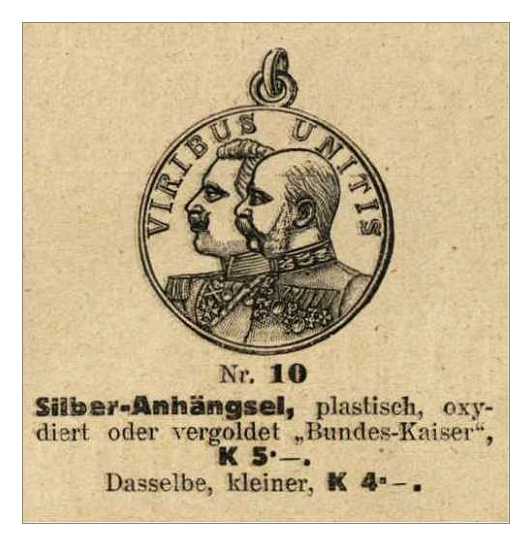 VIRIBUS UNITIS
Nr. 10
Silber-Anhängsel, plastisch, oxy-
diert oder vergoldet „Bundes-Kaiser“,
K 5·—.
Dasselbe, kleiner, K 4·—.